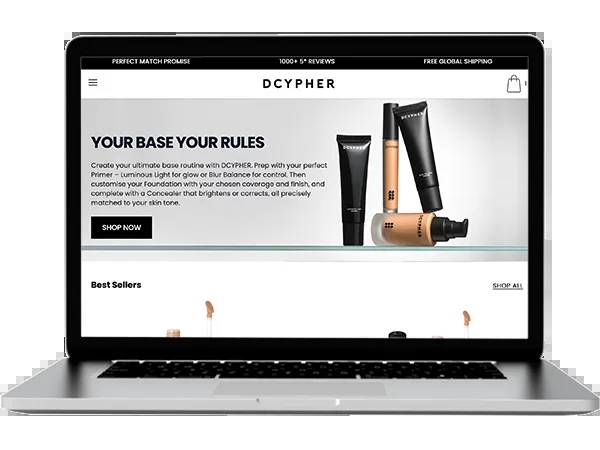 PERFECT MATCH PROMISE 1000+ 5* REVIEWS FREE GLOBAL SHIPPING
DCYPHER
YOUR BASE YOUR RULES
Create your ultimate base routine with DCYPHER. Prep with your perfect
Primer – Luminous Light for glow or Blur Balance for control. Then
customise your Foundation with your chosen coverage and finish, and
complete with a Concealer that brightens or corrects, all precisely
matched to your skin tone.
SHOP NOW
DCYPHER
DCYPHER
DCYPHER
Best Sellers SHOP ALL